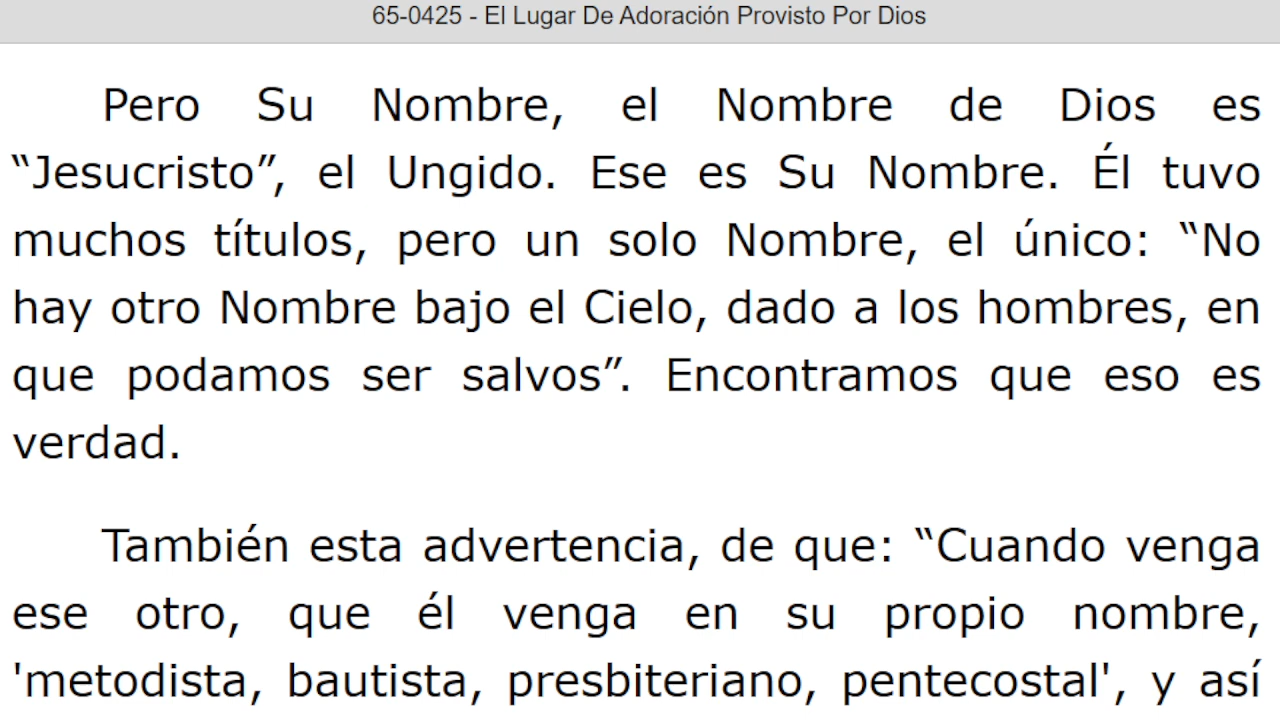 65-0425 - El Lugar De Adoración Provisto Por Dios
Pero Su Nombre, el Nombre de Dios es
“Jesucristo”, el Ungido. Ese es Su Nombre. Él tuvo
muchos títulos, pero un solo Nombre, el único: “No
hay otro Nombre bajo el Cielo, dado a los hombres, en
que podamos ser salvos”. Encontramos que eso es
verdad.
También esta advertencia, de que: “Cuando venga
ese otro, que él venga en su propio nombre,
'metodista, bautista, presbiteriano, pentecostal', y así